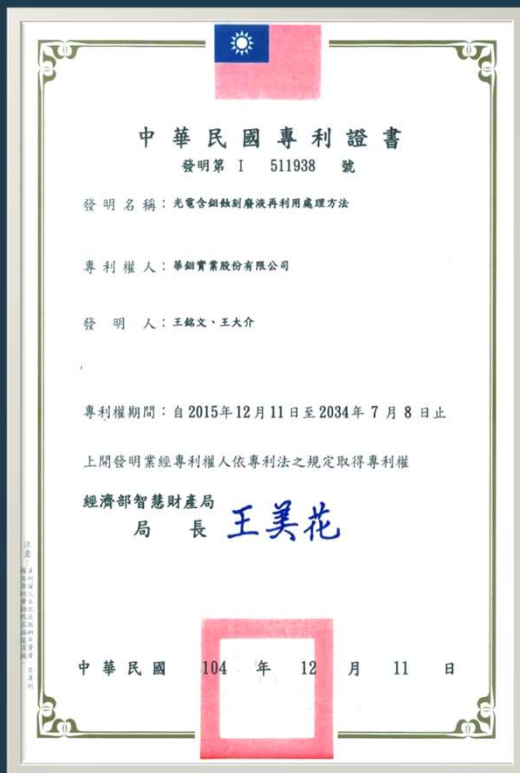 中華民國專利證書
發明第 I 511938 號
發明名稱：光電含鉬蝕刻廢液再利用處理方法
專利權人：華鉬實業股份有限公司
發明人：王銘文、王大介
專利權期間：自2015年12月11日至2034年7月8日止
上開發明業經專利權人依專利法之規定取得專利權
經濟部智慧財產局
局長 王美花
中華民國 104 年 12 月 11 日